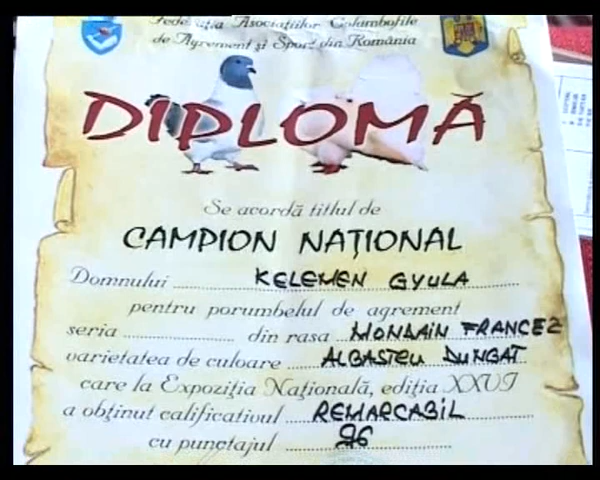 Federația Asociațiilor Columbofile
de Agrement și Sport din România
DIPLOMĂ
Se acordă titlul de
CAMPION NAȚIONAL
Domnului KELEMEN GYULA
pentru porumbelul de agrement
seria ............ din rasa MONDAIN FRANCEZ
varietatea de culoare ALBASTRU DUNGAT
care la Expoziția Națională, ediția XXVI
a obținut calificativul REMARCABIL
cu punctajul 96